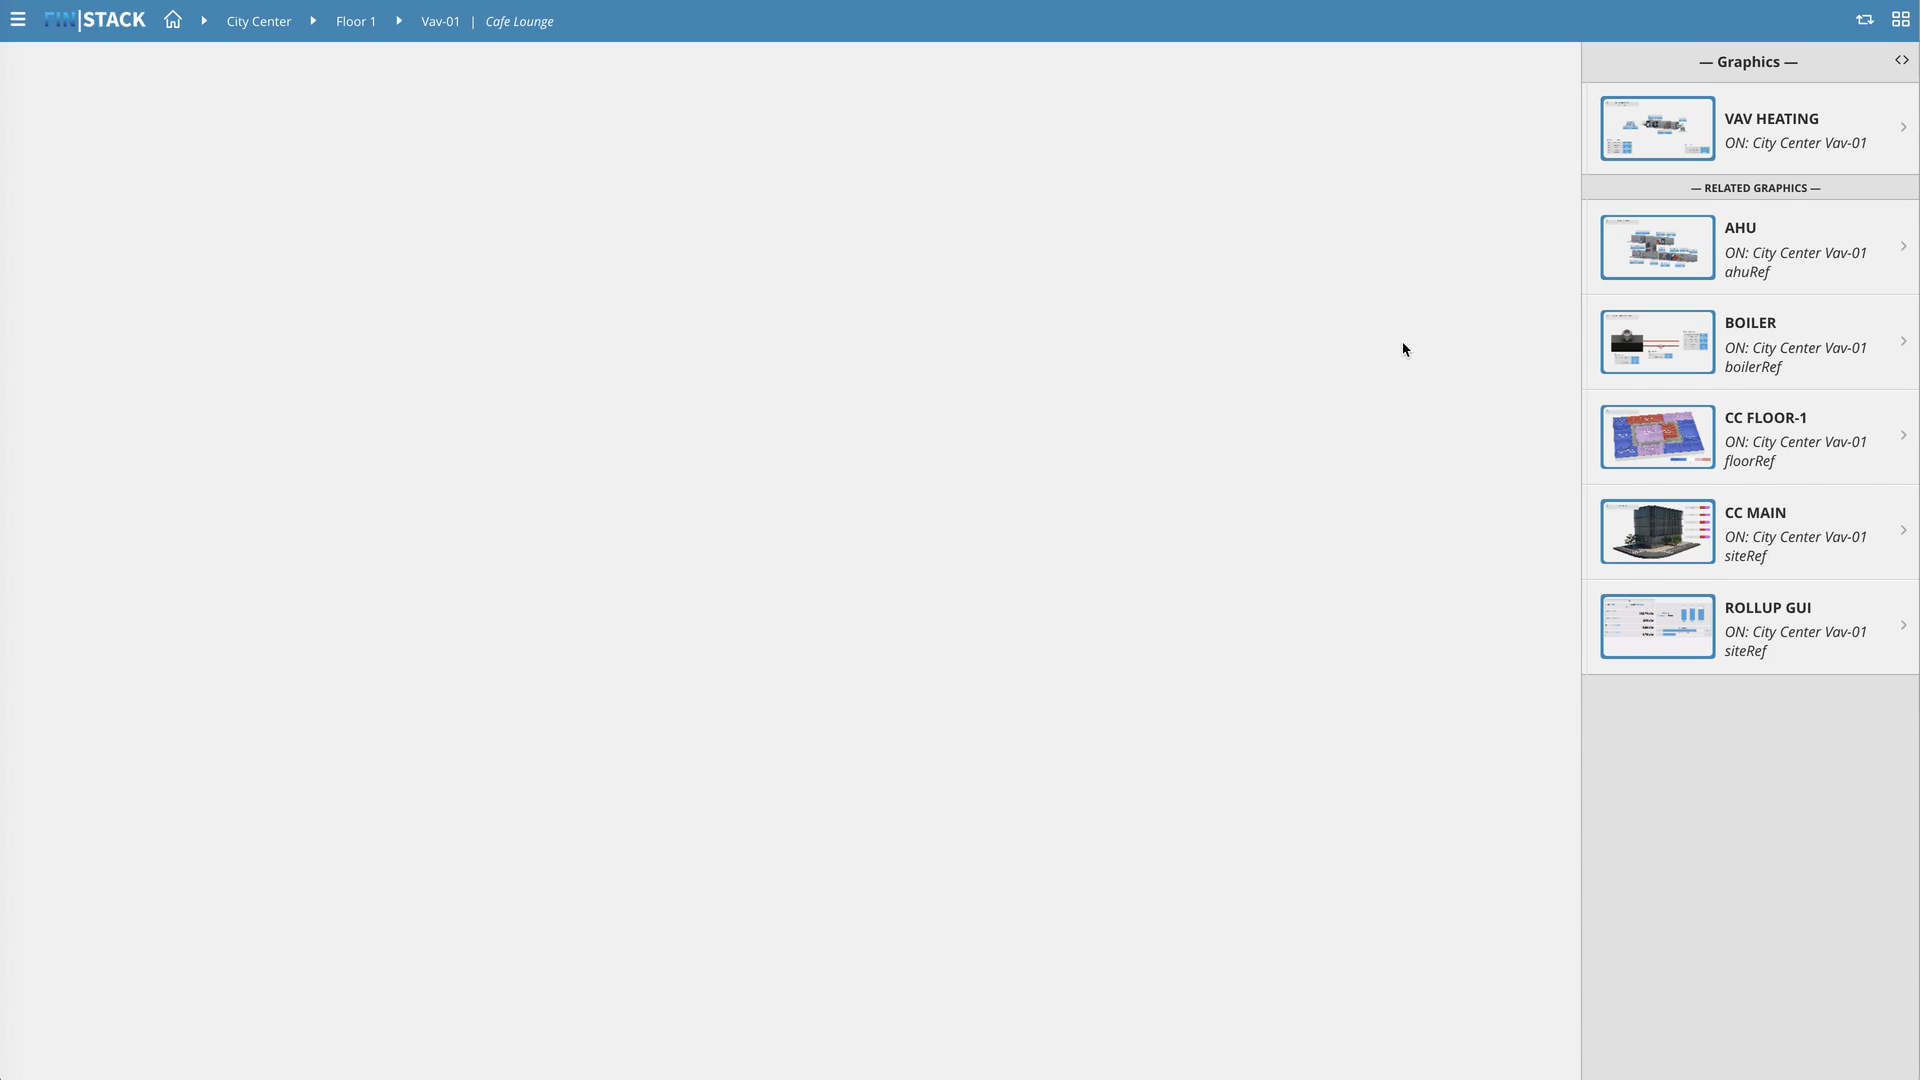 FIN|STACK City Center Floor 1 Vav-01 | Cafe Lounge
— Graphics —
VAV HEATING
ON: City Center Vav-01
— RELATED GRAPHICS —
AHU
ON: City Center Vav-01
ahuRef
BOILER
ON: City Center Vav-01
boilerRef
CC FLOOR-1
ON: City Center Vav-01
floorRef
CC MAIN
ON: City Center Vav-01
siteRef
ROLLUP GUI
ON: City Center Vav-01
siteRef